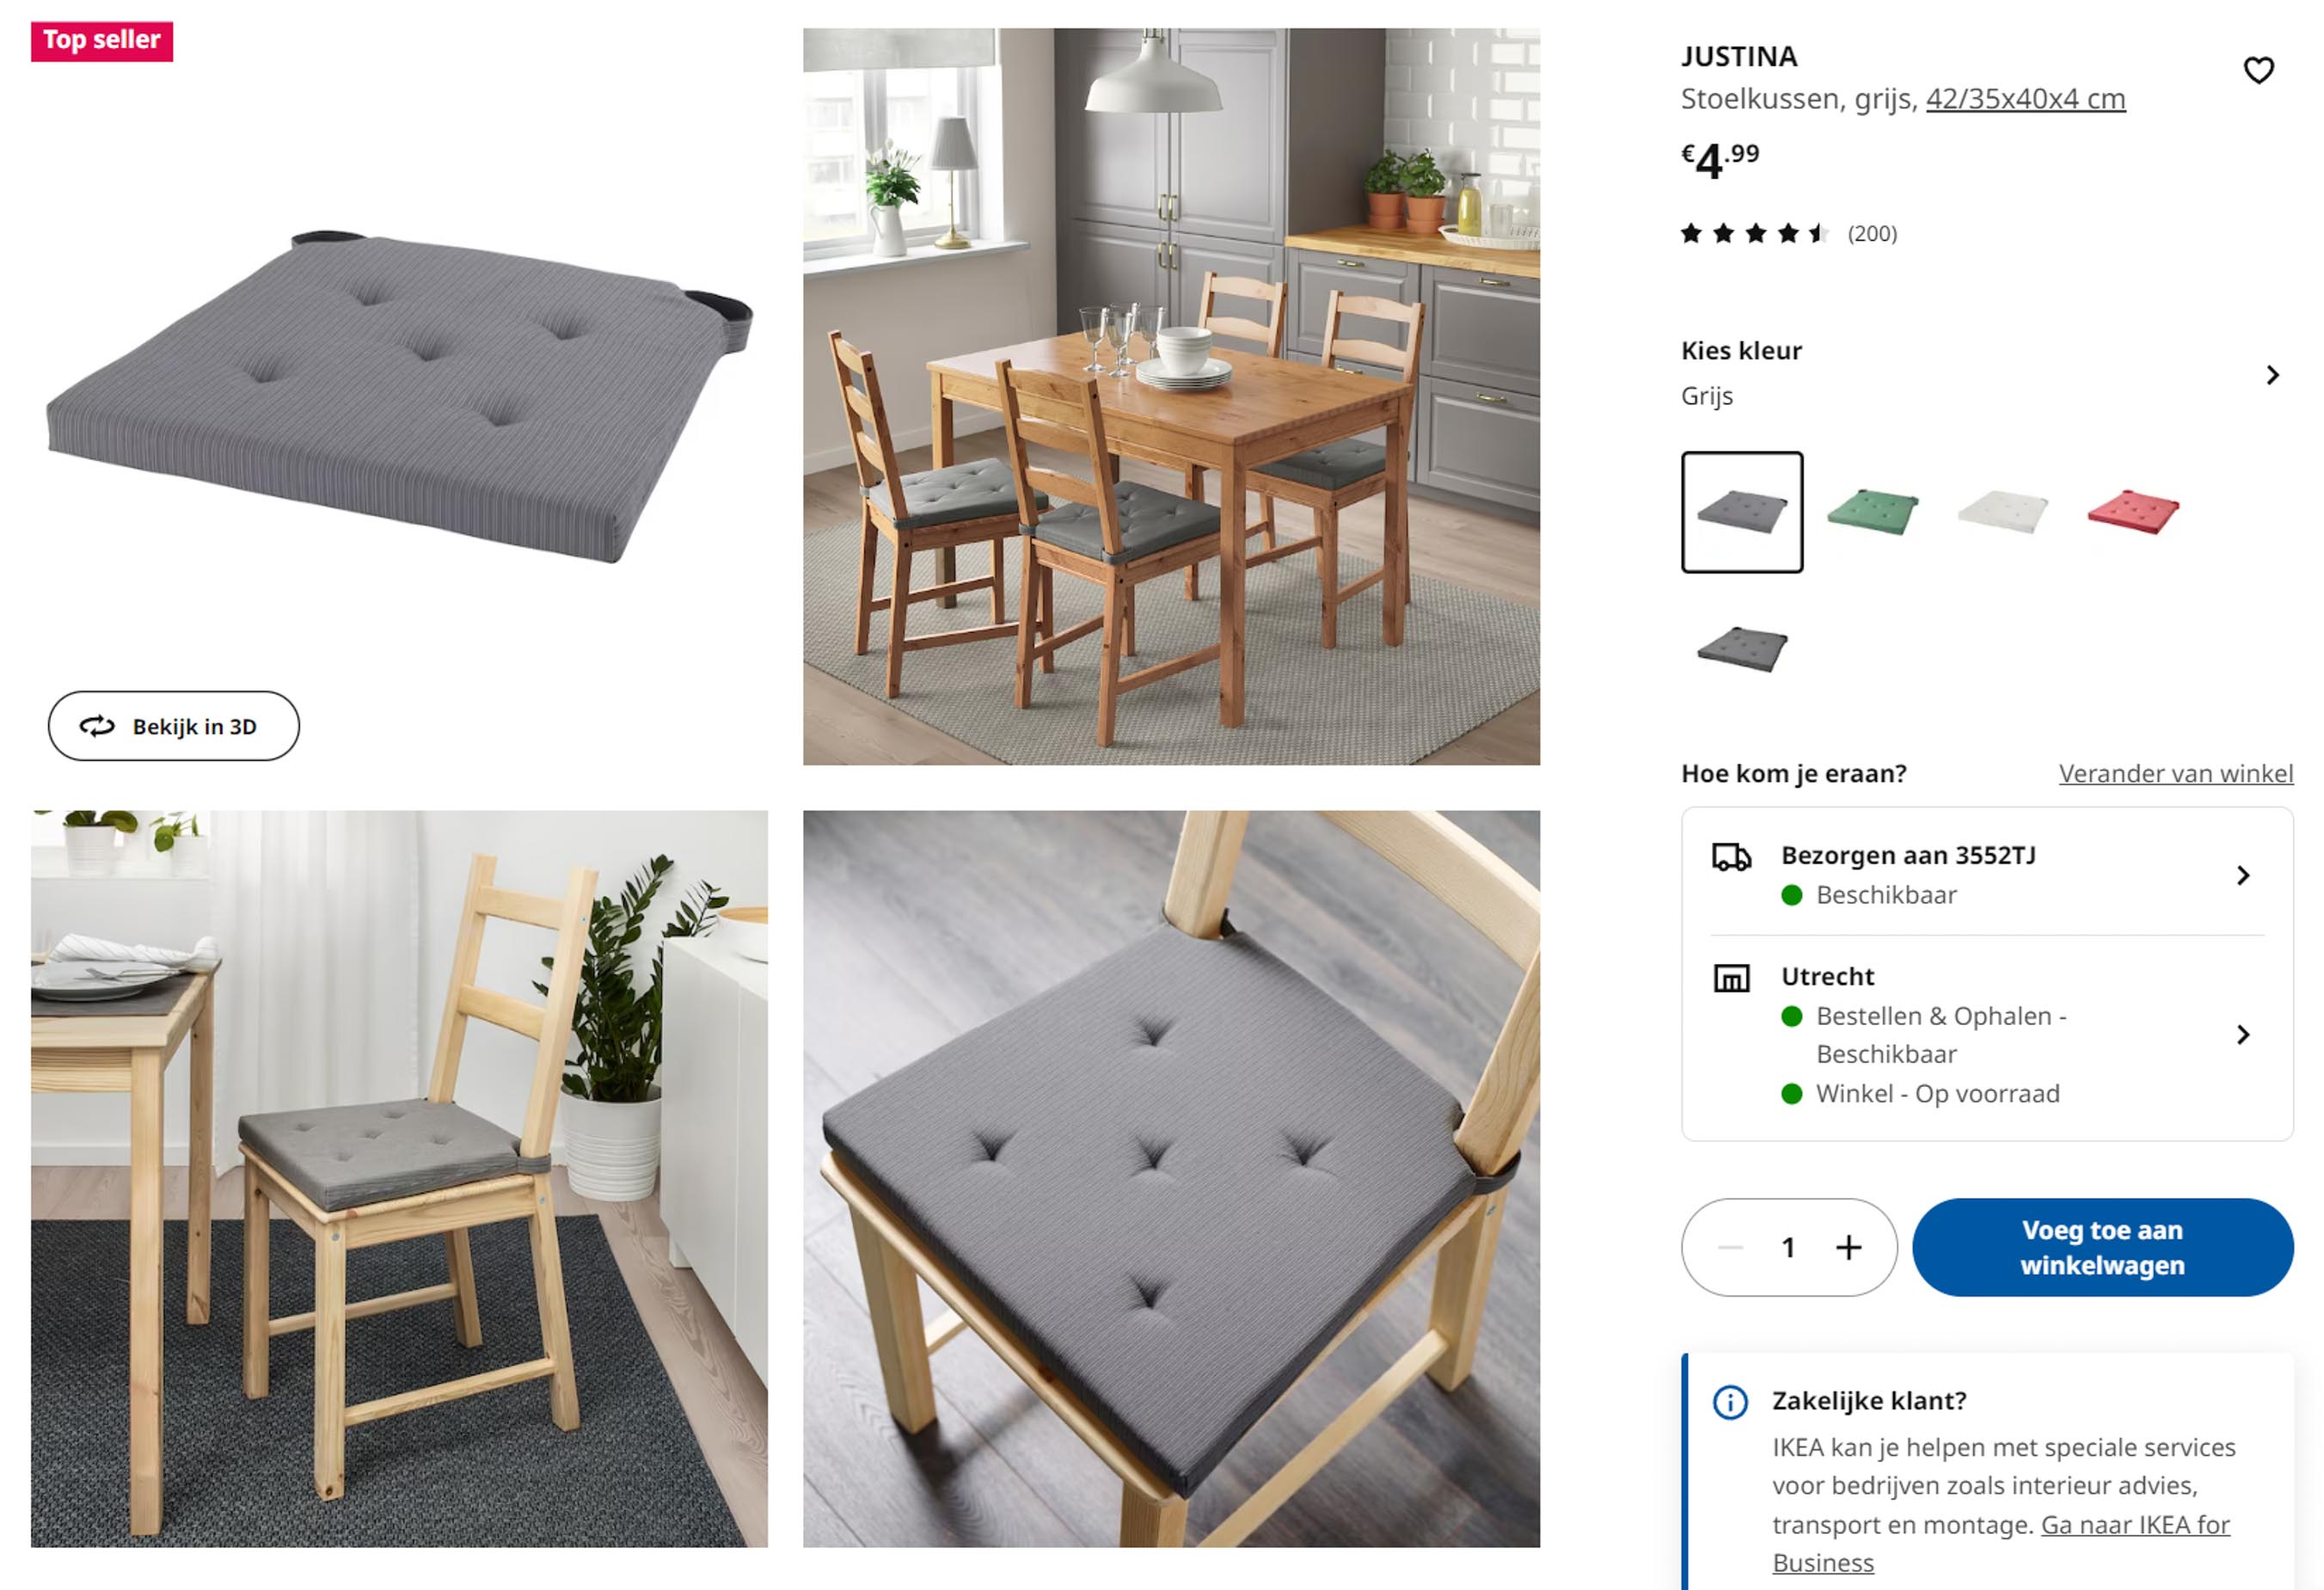 Top seller
Bekijk in 3D
JUSTINA
Stoelkussen, grijs, 42/35x40x4 cm
€4.99
(200)
Kies kleur
Grijs
Hoe kom je eraan?
Verander van winkel
Bezorgen aan 3552TJ
Beschikbaar
Utrecht
Bestellen & Ophalen -
Beschikbaar
Winkel - Op voorraad
1
Voeg toe aan
winkelwagen
Zakelijke klant?
IKEA kan je helpen met speciale services
voor bedrijven zoals interieur advies,
transport en montage. Ga naar IKEA for
Business